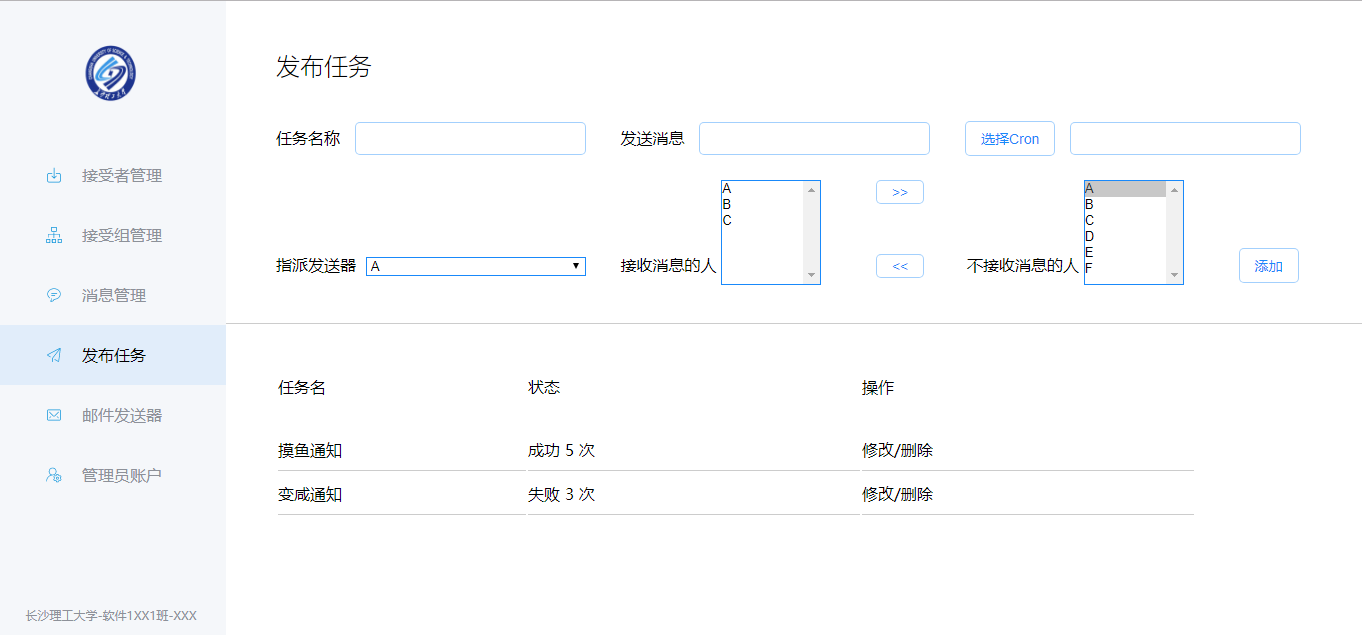 接受者管理
接受组管理
消息管理
发布任务
邮件发送器
管理员账户
长沙理工大学-软件1XX1班-XXX
发布任务
任务名称
发送消息
选择Cron
指派发送器 A
接收消息的人
A
B
C
>>
<<
不接收消息的人
A
B
C
D
E
F
添加
任务名 状态 操作
摸鱼通知 成功 5 次 修改/删除
变咸通知 失败 3 次 修改/删除